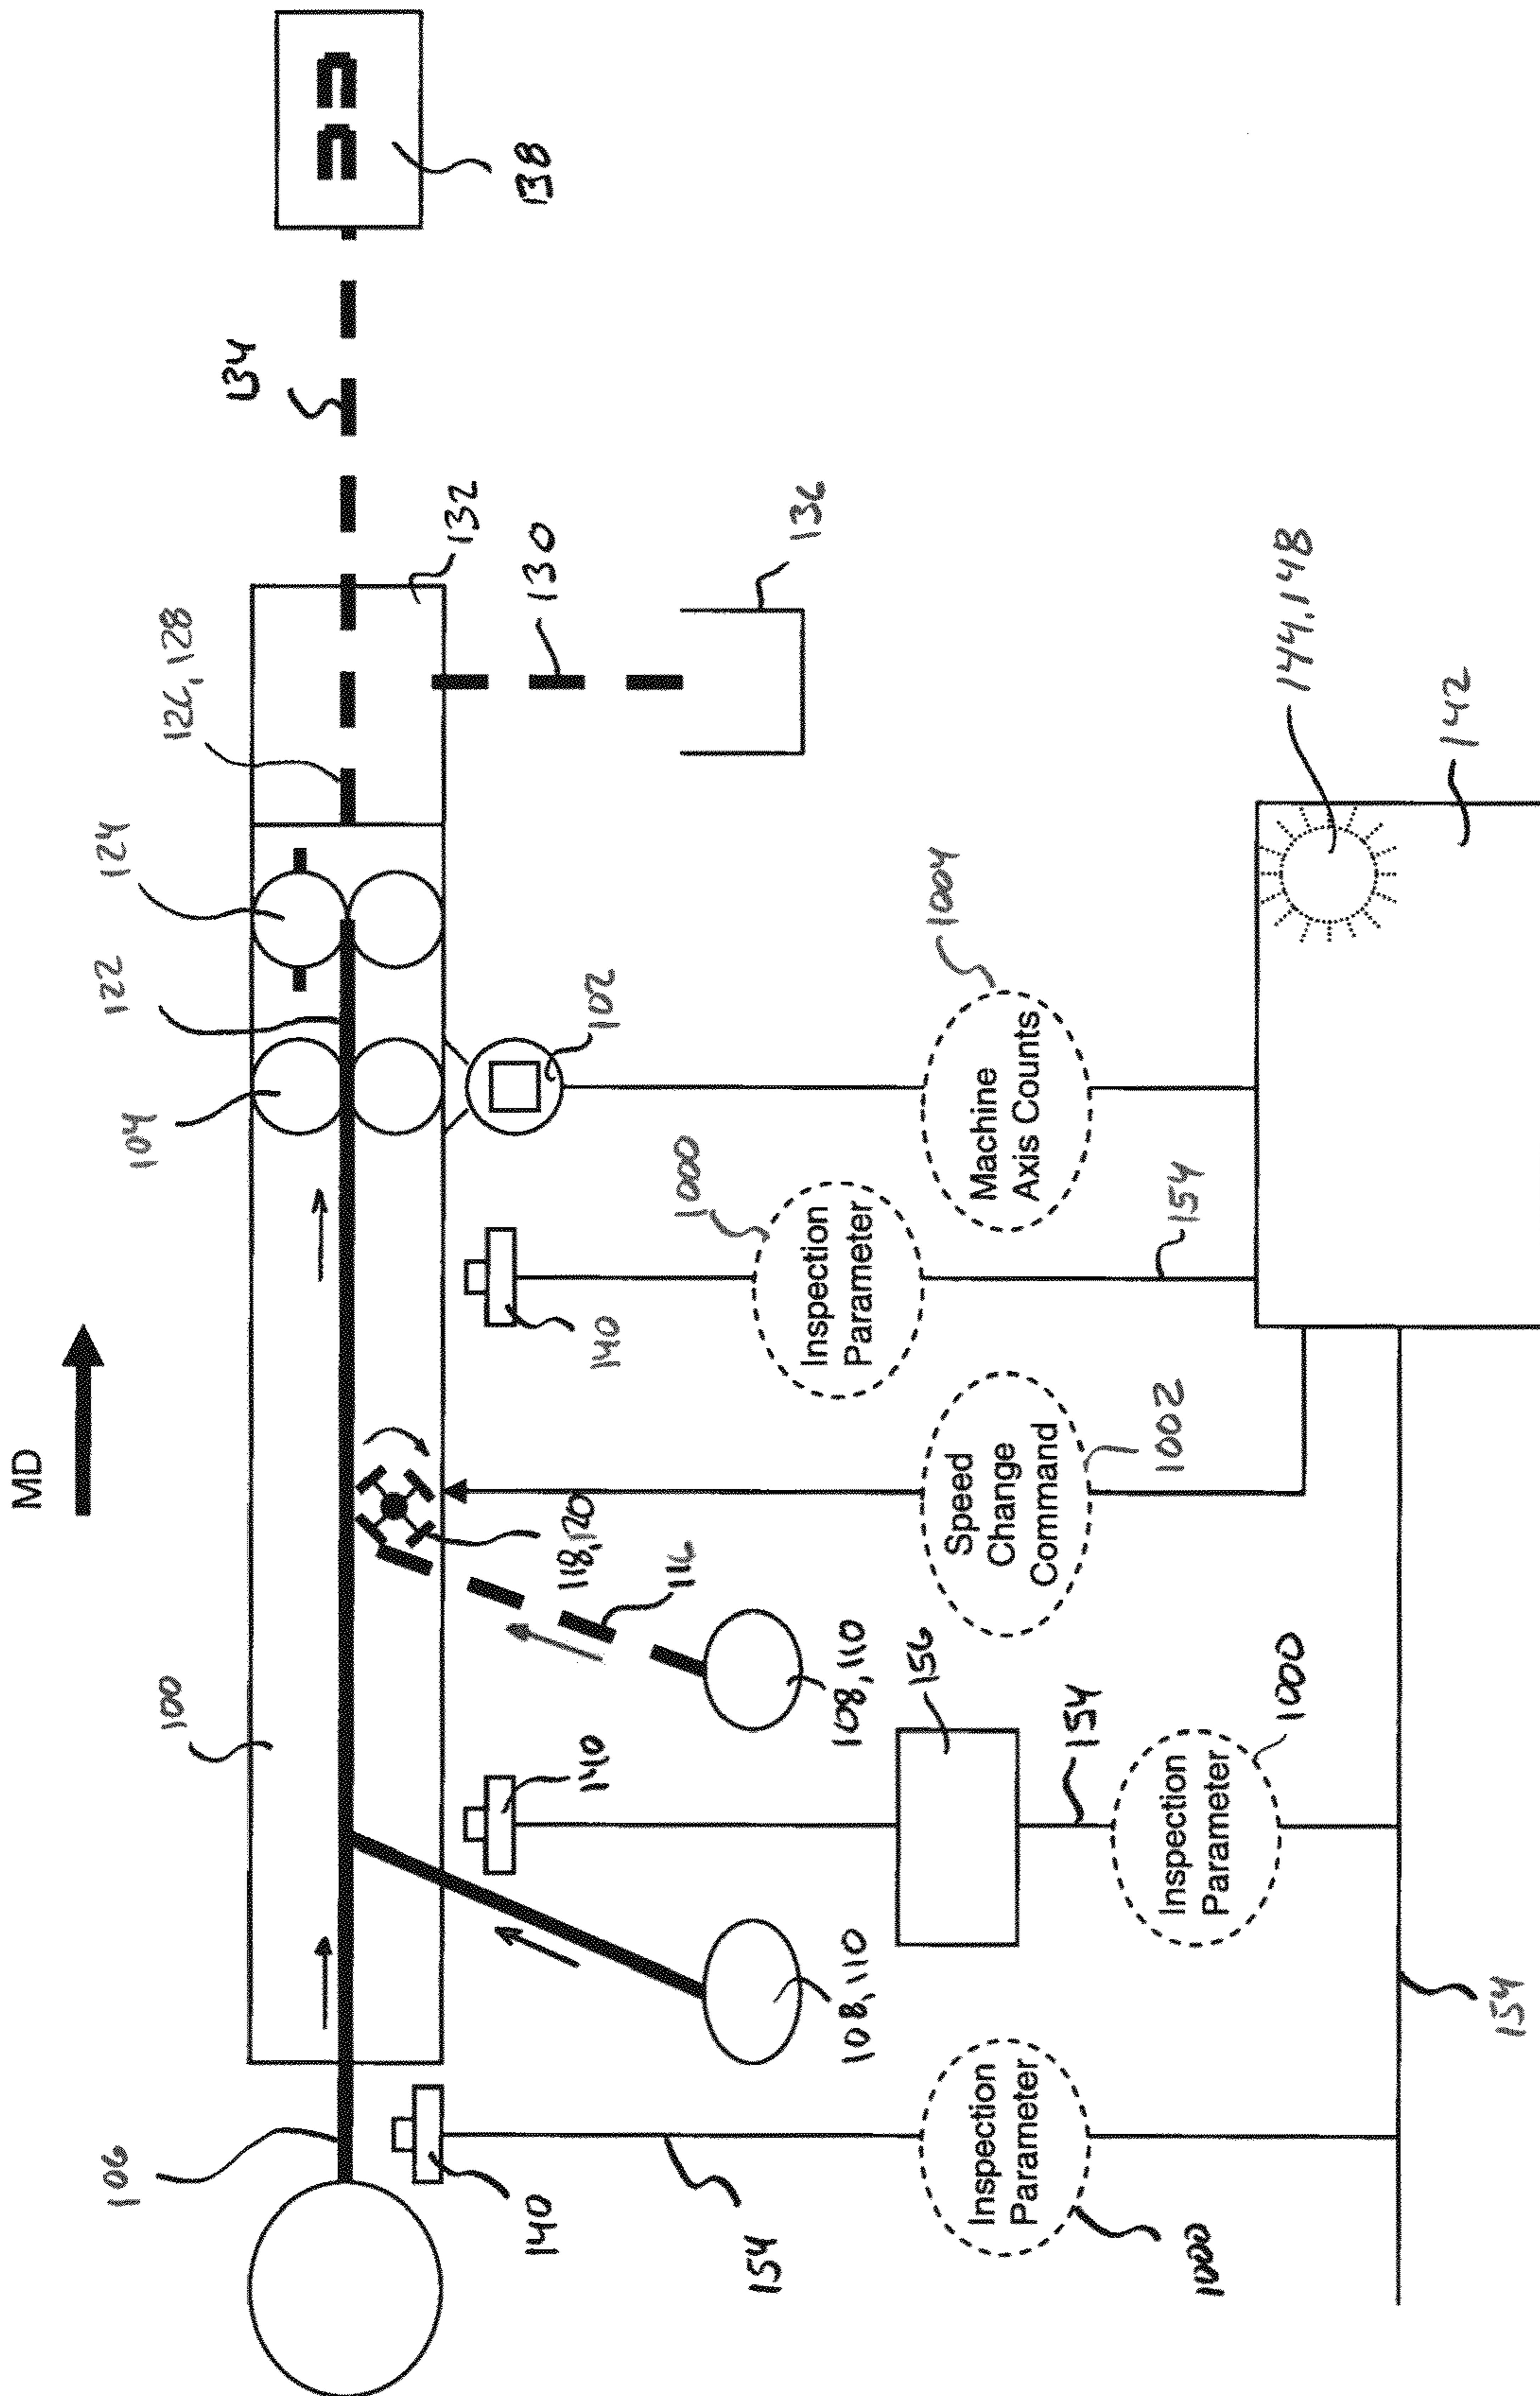 MD
134
138
126, 128
132
130
136
124
122
104
102
1004
Machine
Axis Counts
144, 148
142
1000
Inspection
Parameter
154
140
Speed
Change
Command
1002
118, 120
116
108, 110
100
140
156
154
Inspection
Parameter
1000
108, 110
106
140
154
Inspection
Parameter
1000
154